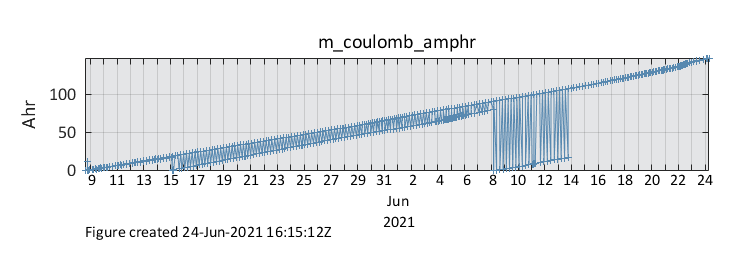 m_coulomb_amphr
Ahr
100
50
0
9 11 13 15 17 19 21 23 25 27 29 31 2 4 6 8 10 12 14 16 18 20 22 24
Jun
2021
Figure created 24-Jun-2021 16:15:12Z